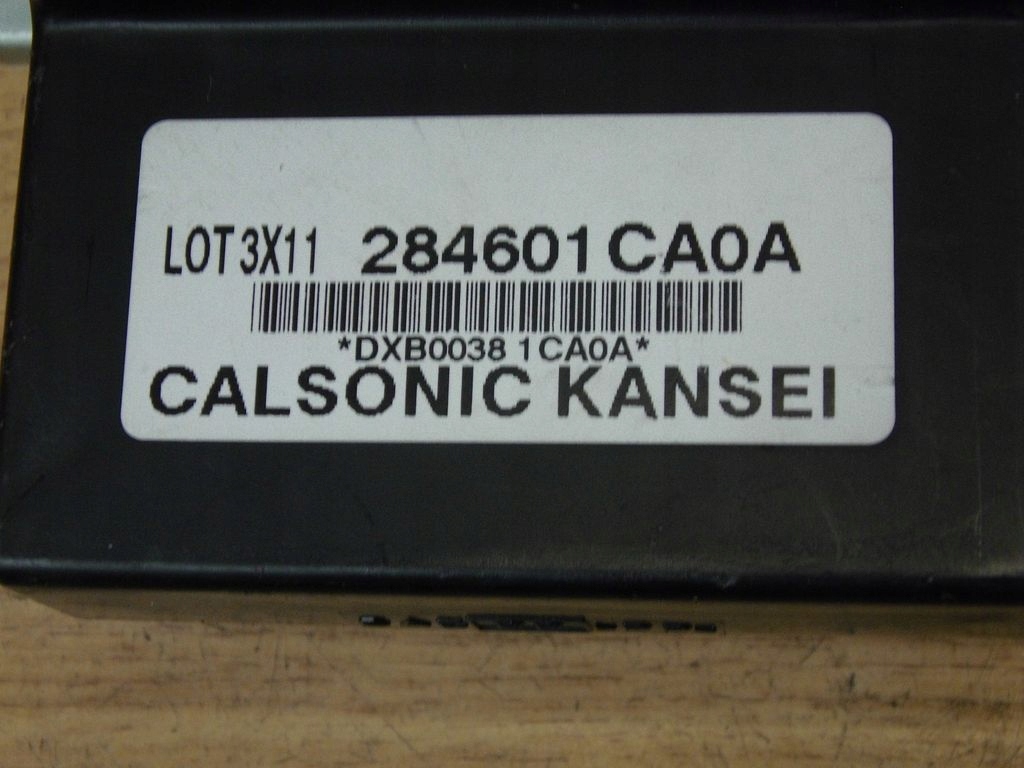 LOT 3X11 284601CA0A
*DXB0038 1CA0A*
CALSONIC KANSEI